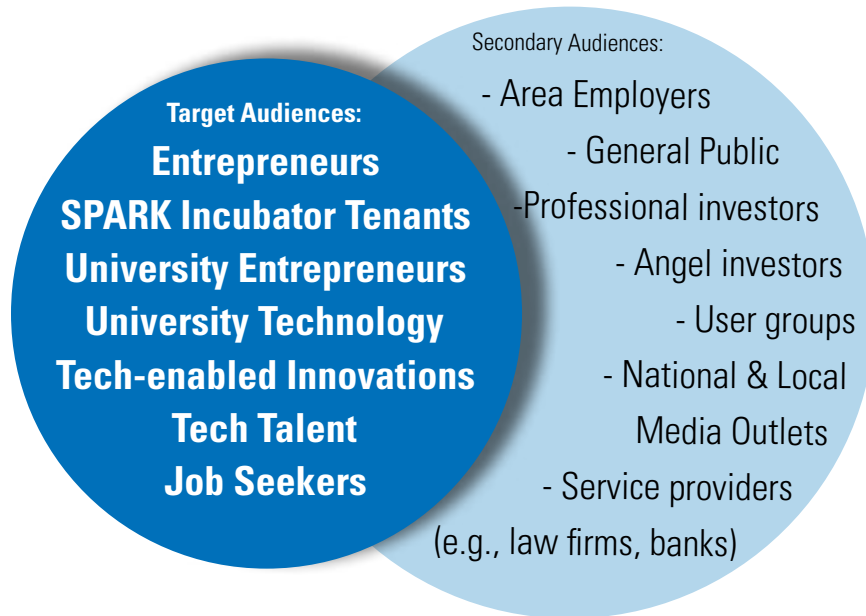 Target Audiences:
Entrepreneurs
SPARK Incubator Tenants
University Entrepreneurs
University Technology
Tech-enabled Innovations
Tech Talent
Job Seekers
Secondary Audiences:
- Area Employers
- General Public
-Professional investors
- Angel investors
- User groups
- National & Local
Media Outlets
- Service providers
(e.g., law firms, banks)